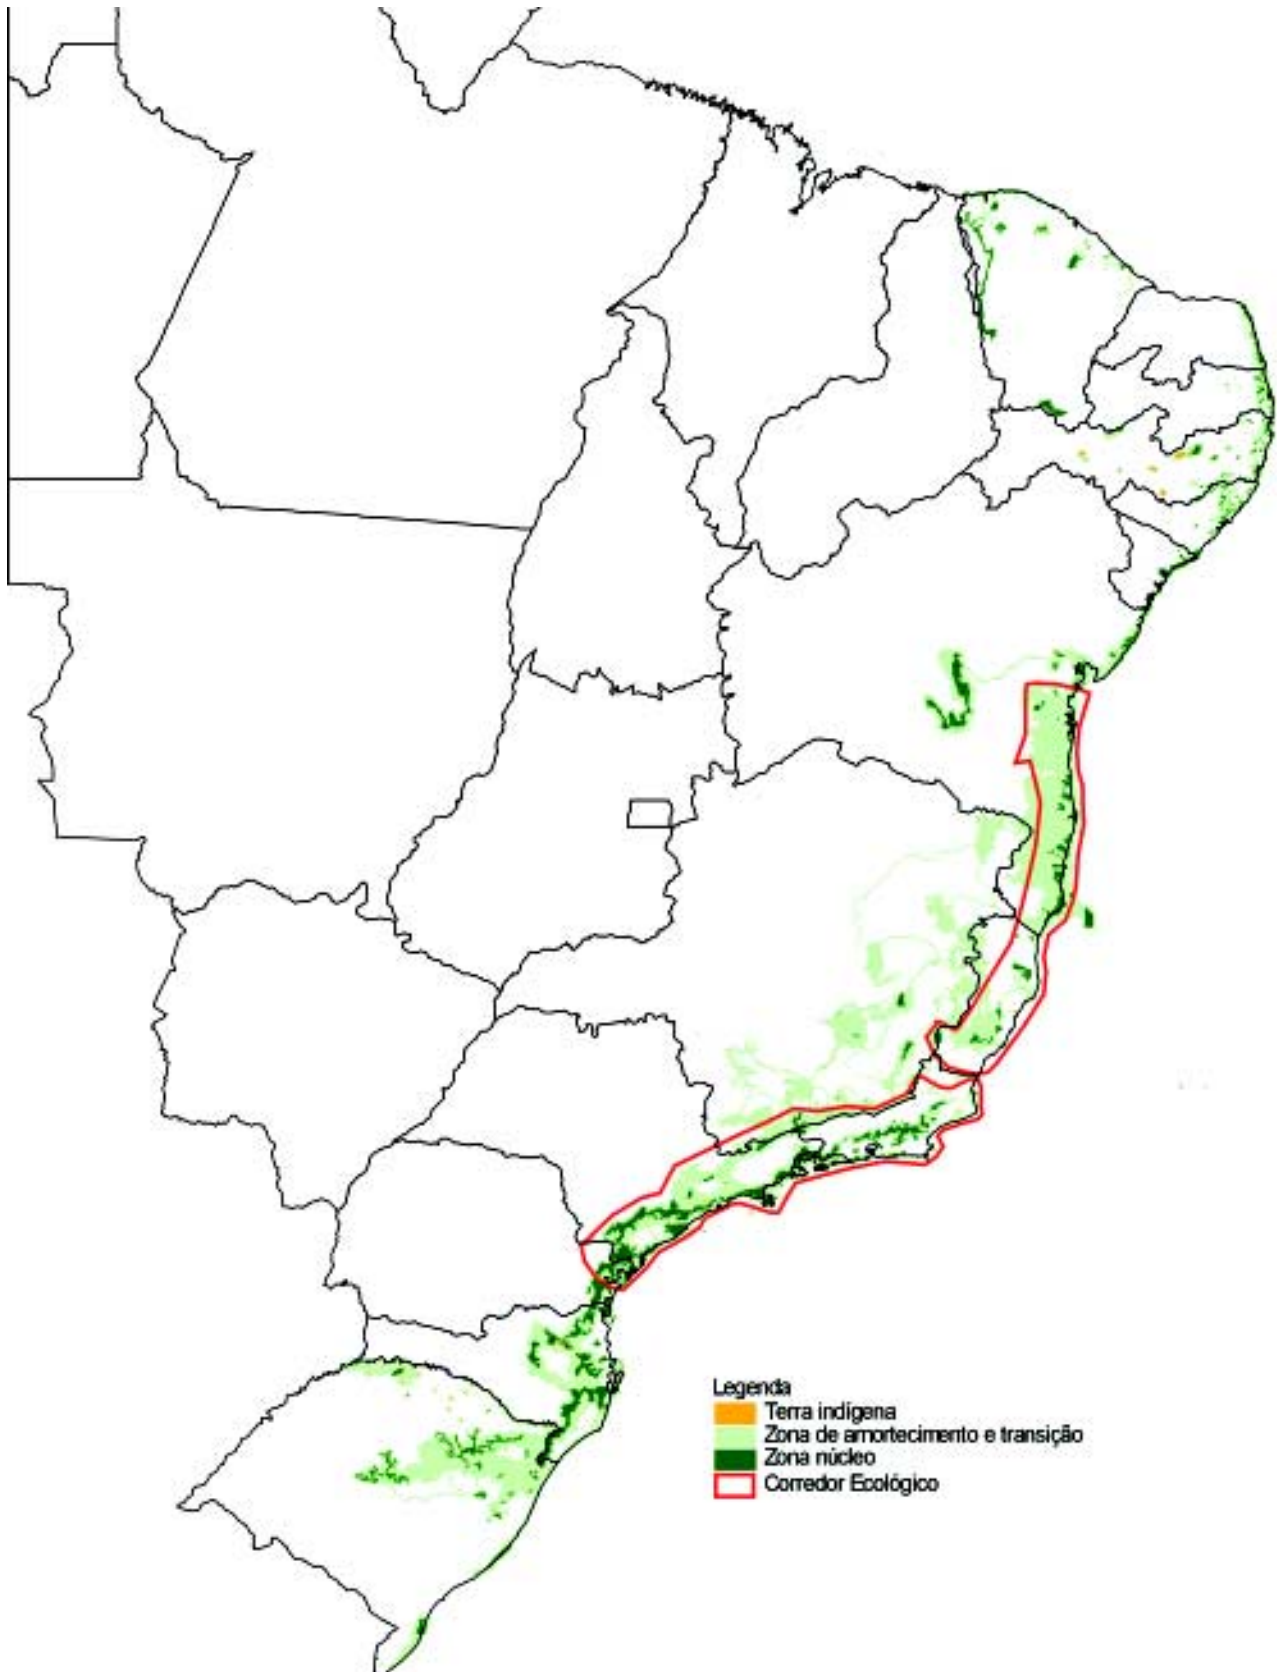 Legenda
Terra indígena
Zona de amortecimento e transição
Zona núcleo
Corredor Ecológico